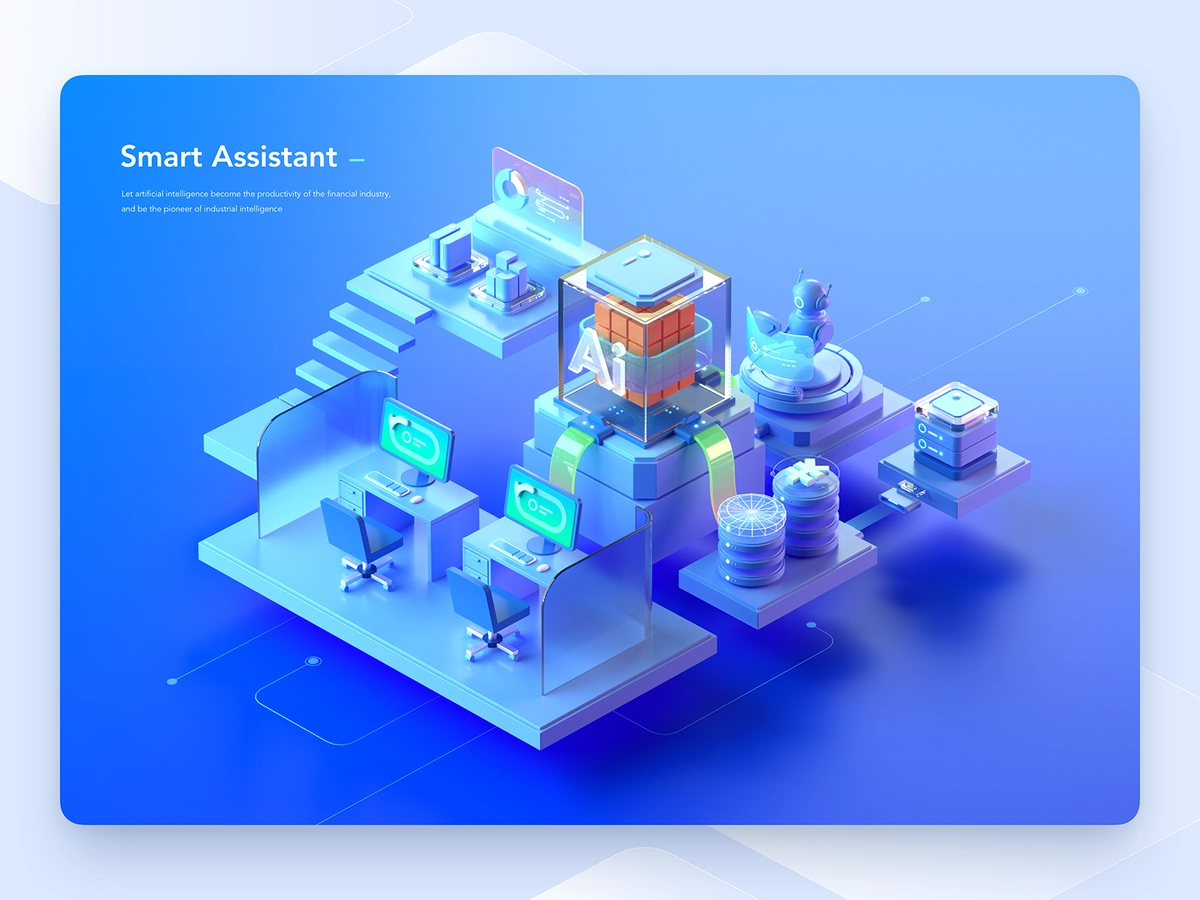 Smart Assistant –
Let artificial intelligence become the productivity of the financial industry,
and be the pioneer of industrial intelligence
Ai